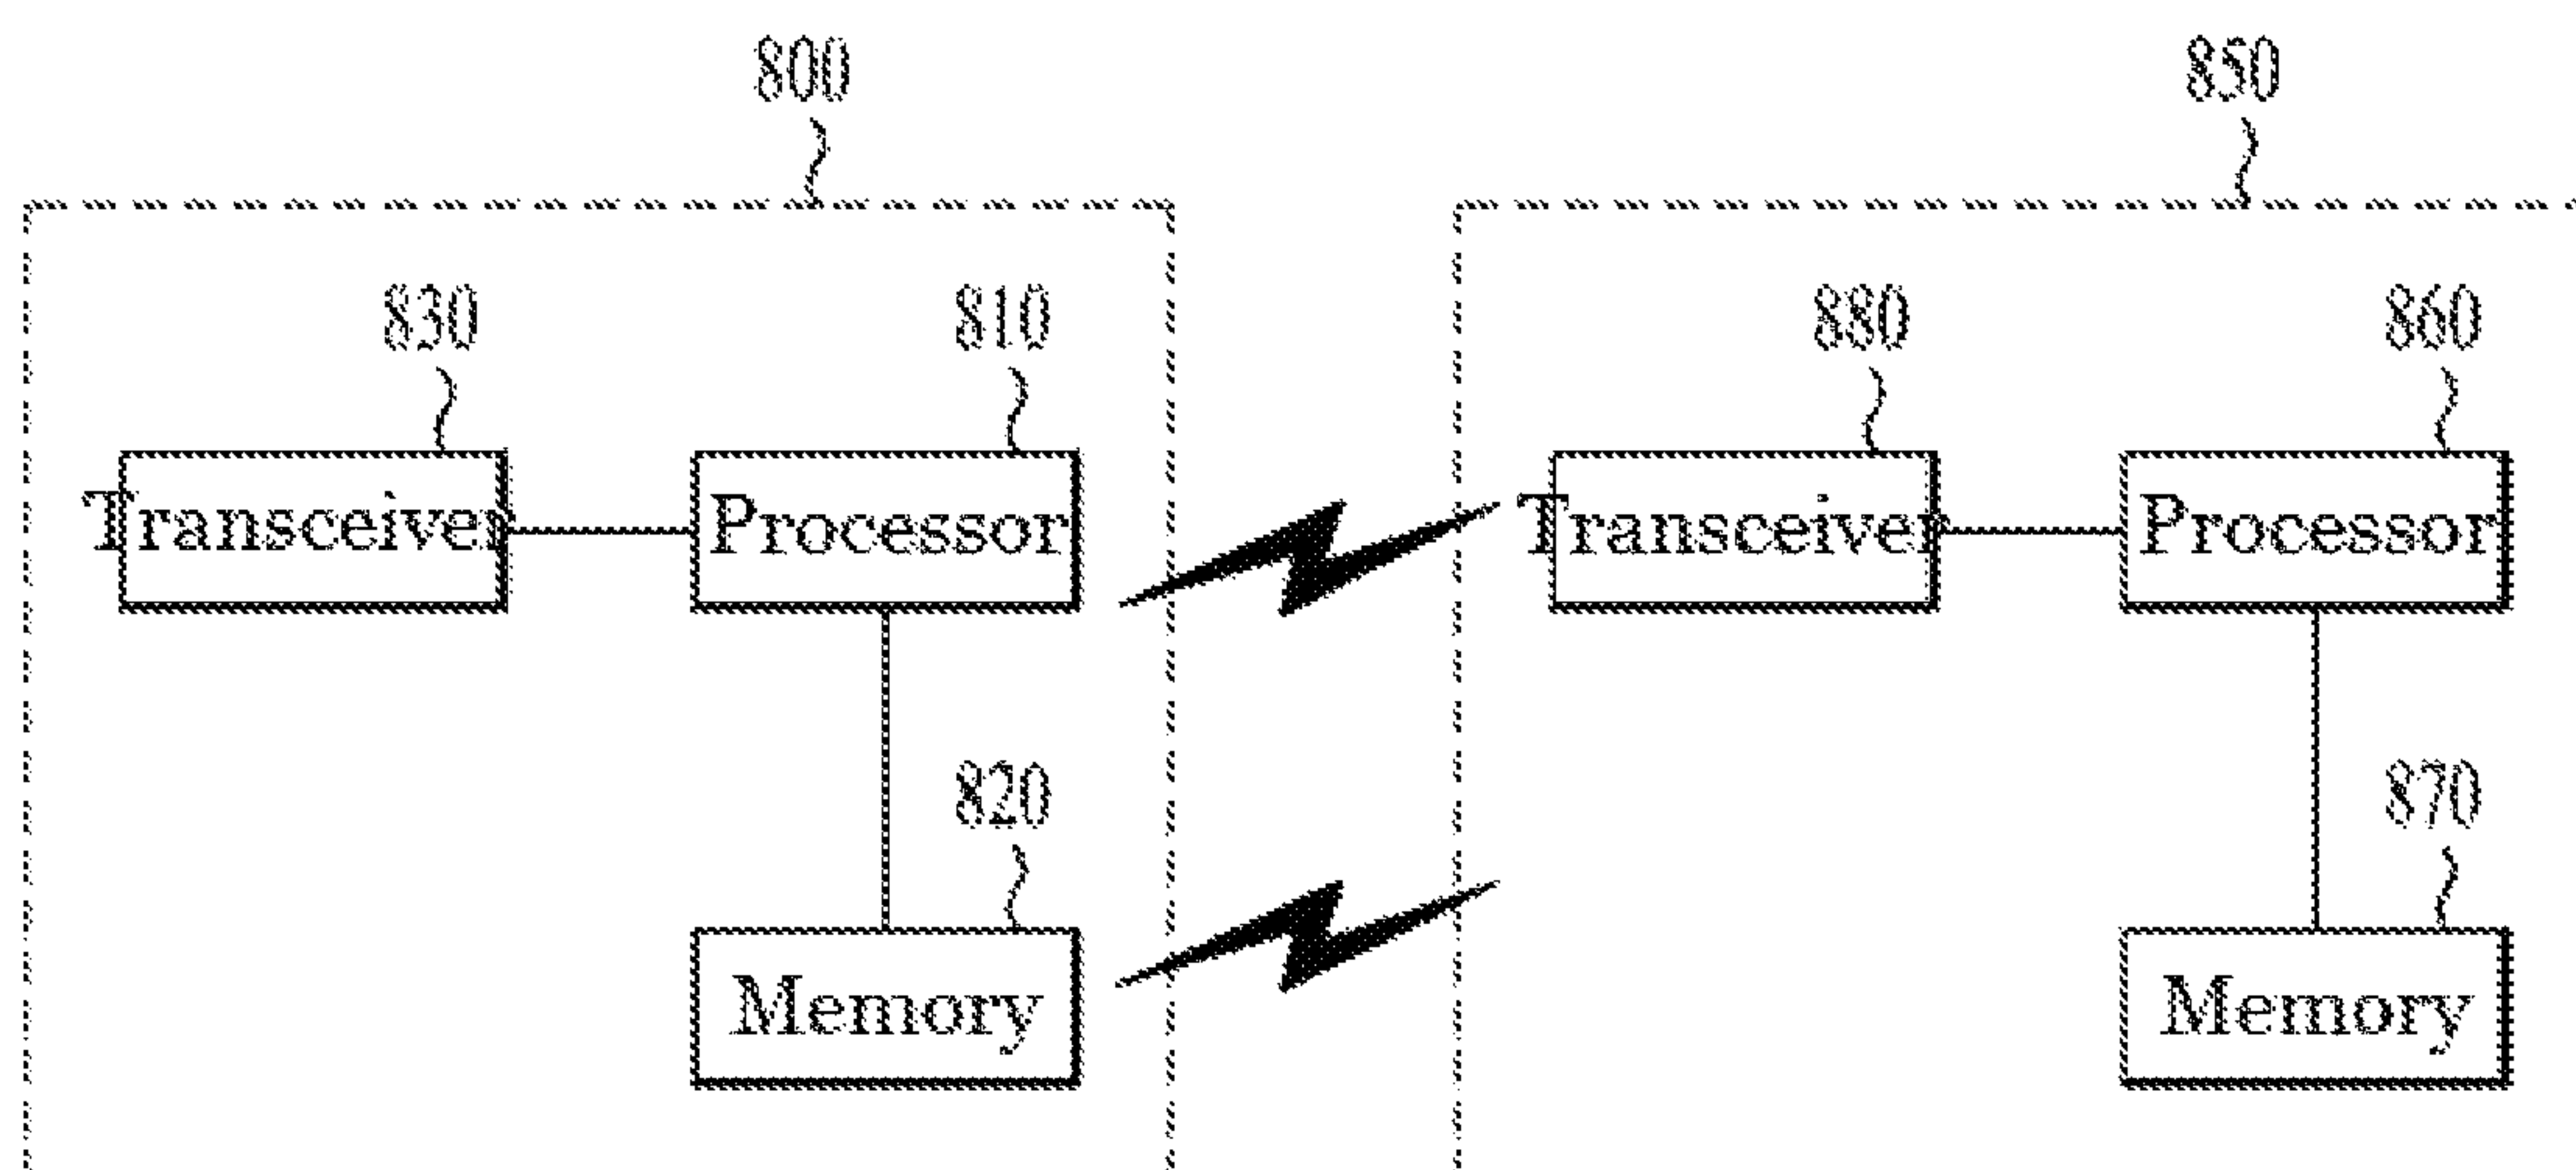 800 850
830 810 880 860
Transceiver Processor Transceiver Processor
820 870
Memory Memory